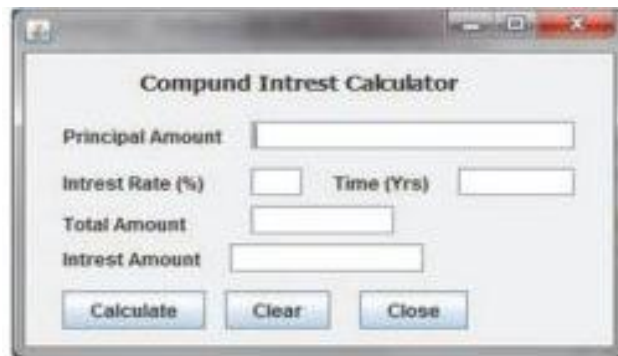 Compund Intrest Calculator
Principal Amount
Intrest Rate (%) Time (Yrs)
Total Amount
Intrest Amount
Calculate Clear Close